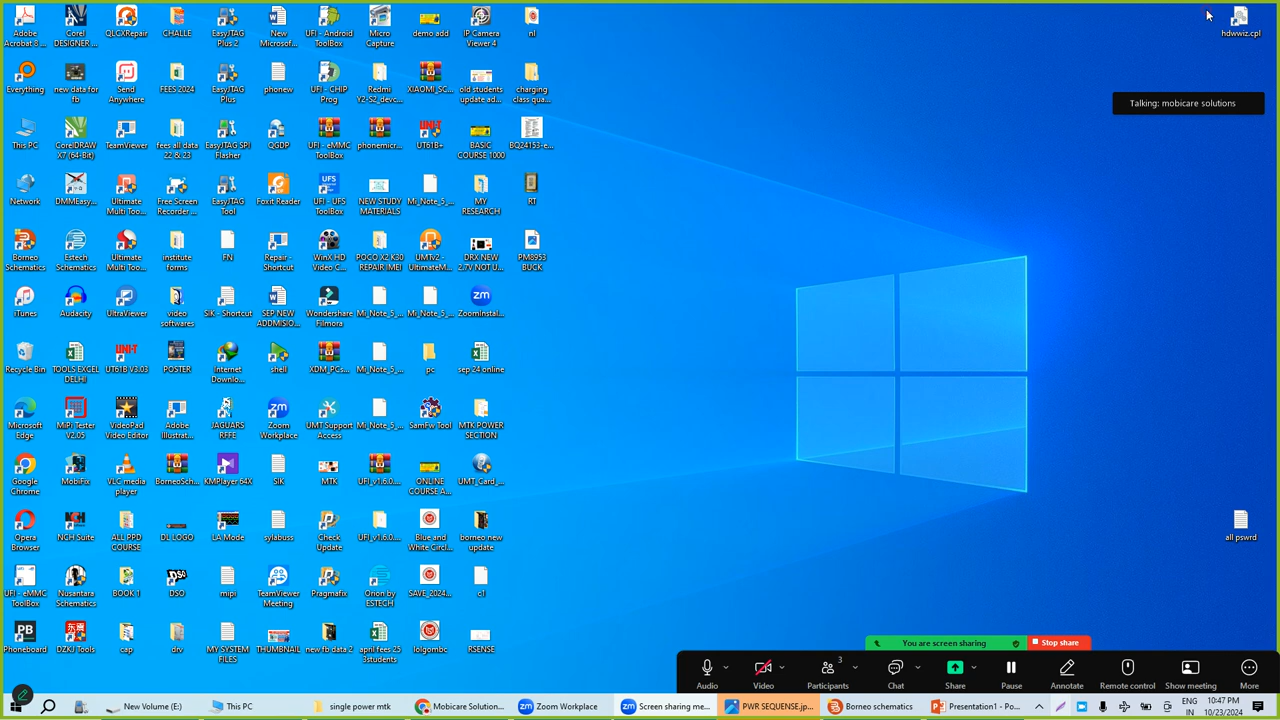 Adobe Acrobat 8 ...
Corel DESIGNER ...
QLCXRepair
CHALLE
EasyJTAG Plus 2
New Microsof...
UFI - Android ToolBox
Micro Capture
demo add
IP Camera Viewer 4
nl
hdwwiz.cpl
Everything
new data for fb
Send Anywhere
FEES 2024
EasyJTAG Plus
phonew
UFI - CHIP Prog
Redmi Y2-S2_devc...
XIAOMI_SC...
old students update ad...
charging class qua...
Talking: mobicare solutions
This PC
CorelDRAW X7 (64-Bit)
TeamViewer
fees all data 22 & 23
EasyJTAG SPI Flasher
QGDP
UFI - eMMC ToolBox
phonemicr...
UNI-T
UT61B+
BASIC COURSE 1000
BQ24153-e...
Network
DMMEasy...
Ultimate Multi Too...
Free Screen Recorder ...
EasyJTAG Tool
Foxit Reader
UFS
UFI - UFS ToolBox
NEW STUDY MATERIALS
Mi_Note_5_...
MY RESEARCH
RT
Borneo Schematics
Estech Schematics
Ultimate Multi Too...
institute forms
FN
Repair - Shortcut
WinX HD Video C...
POCO X2,K30 REPAIR IMEI
UMTv2 - UltimateM...
DRX NEW 2.7V NOT U...
PM8953 BUCK
iTunes
Audacity
UltraViewer
video softwares
SIK - Shortcut
SEP NEW ADDMISIO...
Wondershare Filmora
Mi_Note_5_...
Mi_Note_5_...
zm
ZoomInstal...
Recycle Bin
TOOLS EXCEL DELHI
UNI-T
UT61B V3.03
POSTER
Internet Downlo...
shell
XDM_PCs...
Mi_Note_5_...
pc
sep 24 online
Microsoft Edge
MiPi Tester V2.05
VideoPad Video Editor
Adobe Illustrat...
JAGUARS RFFE
zm
Zoom Workplace
UMT Support Access
Mi_Note_5_...
SamFw Tool
MTK POWER SECTION
Google Chrome
MobiFix
VLC media player
BorneoSch...
KMPlayer 64X
SIK
MTK
UFI_v1.6.0....
ONLINE COURSE A...
UMT_Card_...
Opera Browser
NCH Suite
ALL PPD COURSE
DL LOGO
LA Mode
sylabuss
Check Update
UFI_v1.6.0...
Blue and White Circl...
borneo new update
all pswrd
UFI - eMMC ToolBox
Nusantara Schematics
BOOK 1
DSO
DSO
mipi
TeamViewer Meeting
Pragmafix
Orion by ESTECH
SAVE_2024...
c1
PB
Phoneboard
DZKJ Tools
cap
drv
MY SYSTEM FILES
THUMBNAIL
new fb data 2
april fees 25 3students
lolgombc
RSENSE
You are screen sharing
Stop share
Audio
Video
Participants
3
Chat
Share
Pause
Annotate
Remote control
Show meeting
More
New Volume (E:)
This PC
single power mtk
Mobicare Solution...
zm
Zoom Workplace
zm
Screen sharing me...
PWR SEQUENSE.jp...
Borneo schematics
Presentation1 - Po...
ENG
IN
10:47 PM
10/23/2024